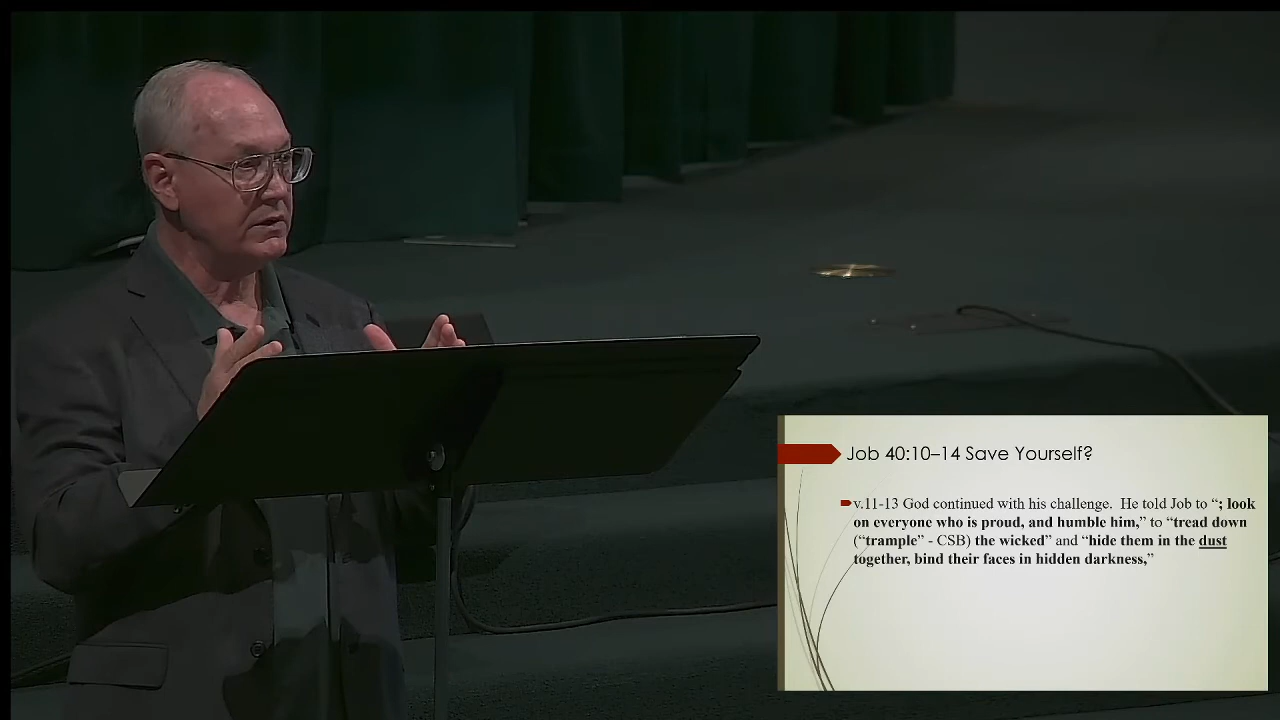 Job 40:10–14 Save Yourself?
v.11-13 God continued with his challenge.  He told Job to “; look
on everyone who is proud, and humble him,” to “tread down
(“trample” - CSB) the wicked” and “hide them in the dust
together, bind their faces in hidden darkness,”